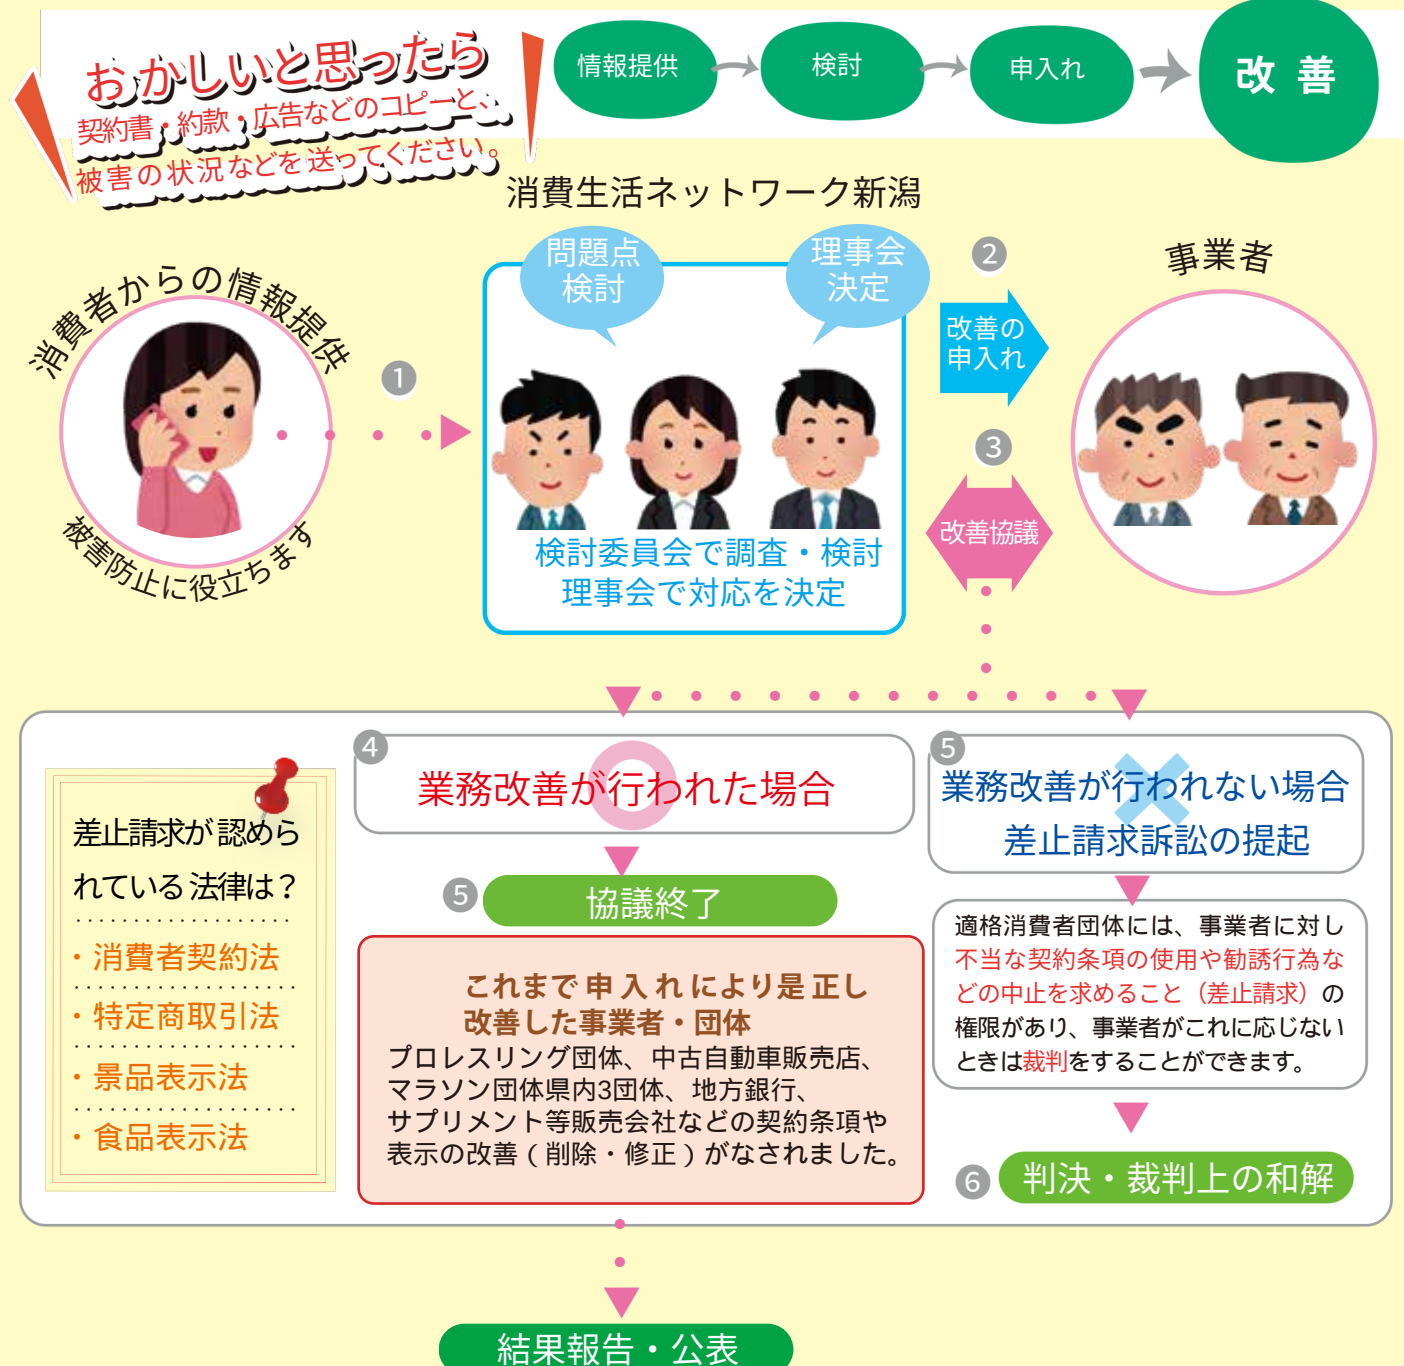 おかしいと思ったら
契約書・約款・広告などのコピーと、
被害の状況などを送ってください。
情報提供
検討
申入れ
改善
消費生活ネットワーク新潟
消費者からの情報提供
被害防止に役立ちます
1
問題点
検討
理事会
決定
検討委員会で調査・検討
理事会で対応を決定
2
改善の
申入れ
3
改善協議
事業者
差止請求が認めら
れている法律は？
・消費者契約法
・特定商取引法
・景品表示法
・食品表示法
4
業務改善が行われた場合
5
協議終了
これまで申入れにより是正し
改善した事業者・団体
プロレスリング団体、中古自動車販売店、
マラソン団体県内3団体、地方銀行、
サプリメント等販売会社などの契約条項や
表示の改善（削除・修正）がなされました。
5
業務改善が行われない場合
差止請求訴訟の提起
適格消費者団体には、事業者に対し
不当な契約条項の使用や勧誘行為な
どの中止を求めること（差止請求）の
権限があり、事業者がこれに応じない
ときは裁判をすることができます。
6
判決・裁判上の和解
結果報告・公表